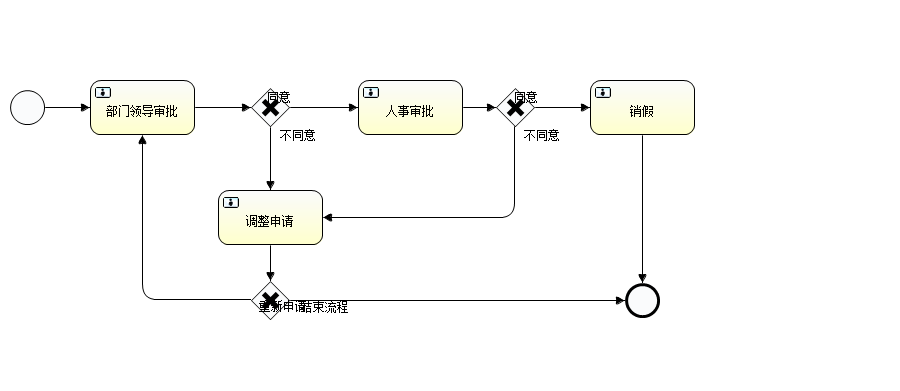 同意
同意
部门领导审批
人事审批
销假
不同意
不同意
调整申请
重新申请
结束流程